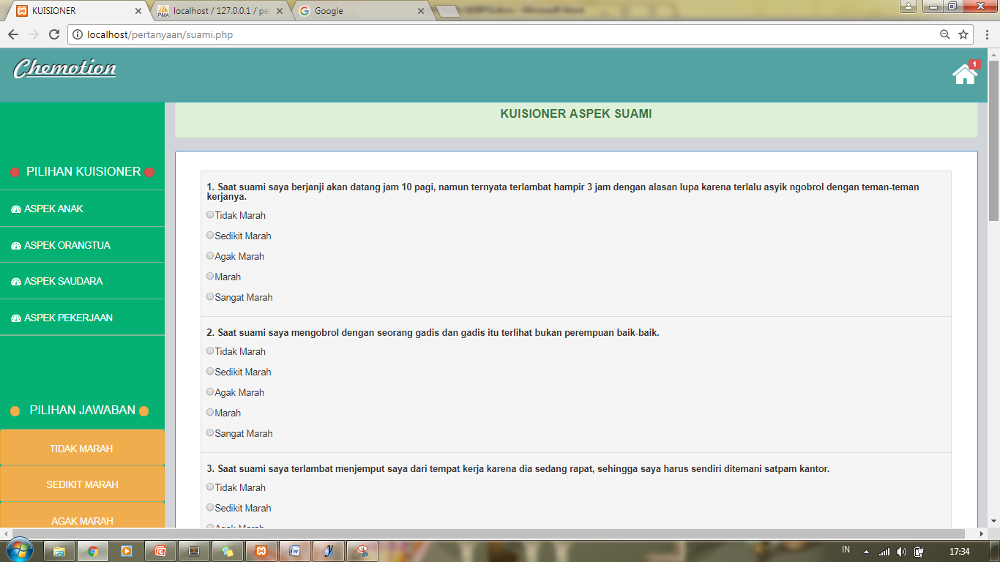 KUISIONER
localhost / 127.0.0.1 / pe
Google
localhost/pertanyaan/suami.php
Chemotion
1
KUISIONER ASPEK SUAMI
PILIHAN KUISIONER
ASPEK ANAK
ASPEK ORANGTUA
ASPEK SAUDARA
ASPEK PEKERJAAN
PILIHAN JAWABAN
TIDAK MARAH
SEDIKIT MARAH
AGAK MARAH
1. Saat suami saya berjanji akan datang jam 10 pagi, namun ternyata terlambat hampir 3 jam dengan alasan lupa karena terlalu asyik ngobrol dengan teman-teman
kerjanya.
Tidak Marah
Sedikit Marah
Agak Marah
Marah
Sangat Marah
2. Saat suami saya mengobrol dengan seorang gadis dan gadis itu terlihat bukan perempuan baik-baik.
Tidak Marah
Sedikit Marah
Agak Marah
Marah
Sangat Marah
3. Saat suami saya terlambat menjemput saya dari tempat kerja karena dia sedang rapat, sehingga saya harus sendiri ditemani satpam kantor.
Tidak Marah
Sedikit Marah
Agak Marah
IN
17:34